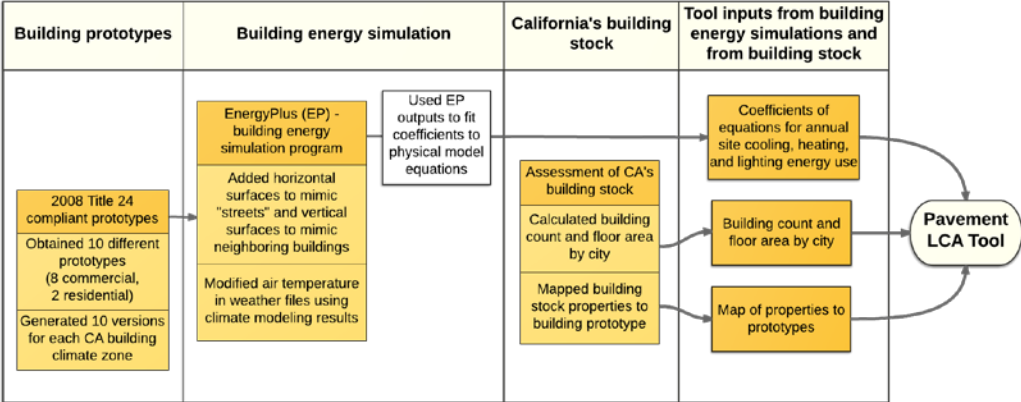 Building prototypes
Building energy simulation
California's building
stock
Tool inputs from building
energy simulations and
from building stock
2008 Title 24
compliant prototypes
Obtained 10 different
prototypes
(8 commercial,
2 residential)
Generated 10 versions
for each CA building
climate zone
EnergyPlus (EP) -
building energy
simulation program
Added horizontal
surfaces to mimic
"streets" and vertical
surfaces to mimic
neighboring buildings
Modified air temperature
in weather files using
climate modeling results
Used EP
outputs to fit
coefficients to
physical model
equations
Assessment of CA's
building stock
Calculated building
count and floor area
by city
Mapped building
stock properties to
building prototype
Coefficients of
equations for annual
site cooling, heating,
and lighting energy use
Building count and
floor area by city
Map of properties to
prototypes
Pavement
LCA Tool